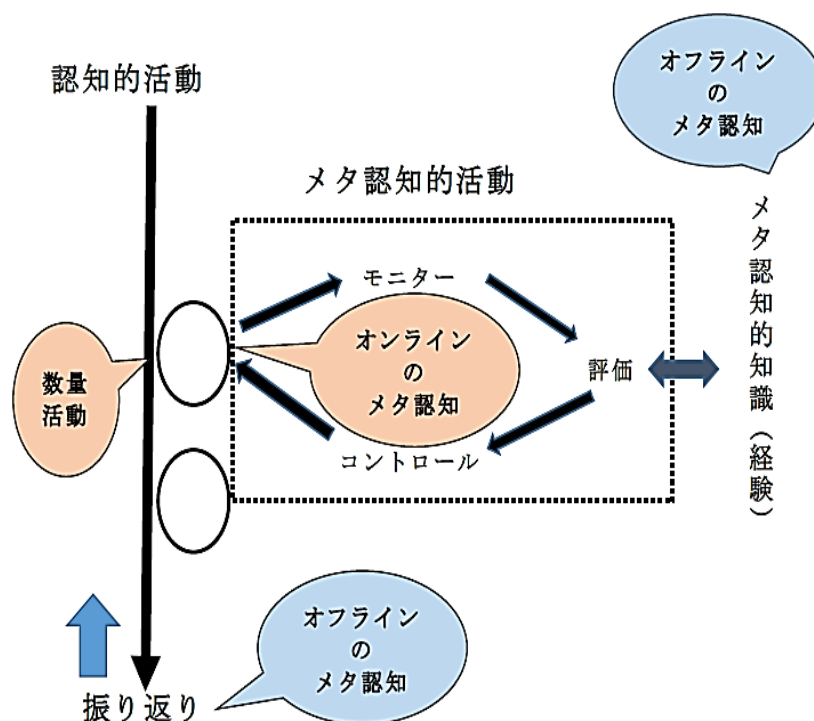 認知的活動
オフライン
の
メタ認知
メタ認知的活動
メタ認知的知識（経験）
モニター
オンライン
の
メタ認知
評価
数量
活動
コントロール
オフライン
の
メタ認知
振り返り